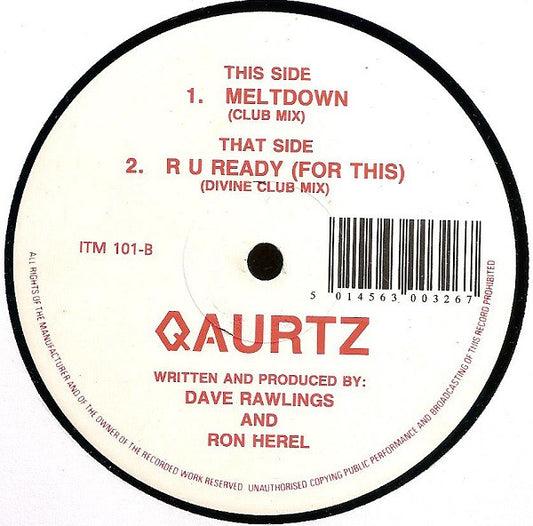 THIS SIDE
1. MELTDOWN
(CLUB MIX)
THAT SIDE
2. R U READY (FOR THIS)
(DIVINE CLUB MIX)
ITM 101-B
5 014563 003267
QAURTZ
WRITTEN AND PRODUCED BY:
DAVE RAWLINGS
AND
RON HEREL
ALL RIGHTS OF THE MANUFACTURER AND OF THE OWNER OF THE RECORDED WORK RESERVED UNAUTHORISED COPYING PUBLIC PERFORMANCE AND BROADCASTING OF THIS RECORD PROHIBITED